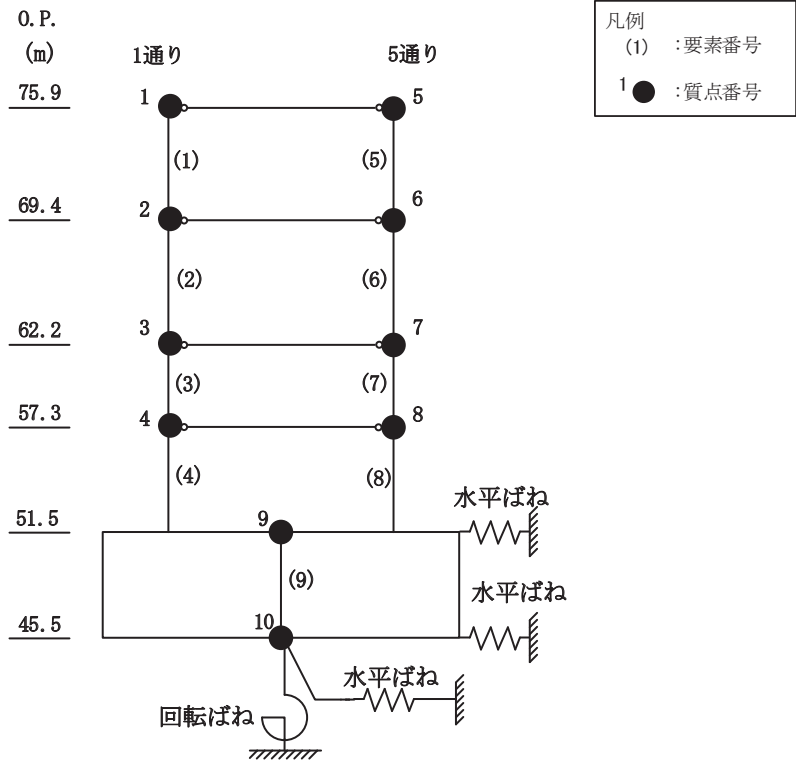 O.P.
(m)
1通り
5通り
凡例
(1) :要素番号
1 :質点番号
75.9
1
5
(1)
(5)
69.4
2
6
(2)
(6)
62.2
3
7
(3)
(7)
57.3
4
8
(4)
(8)
水平ばね
51.5
9
(9)
水平ばね
45.5
10
水平ばね
回転ばね